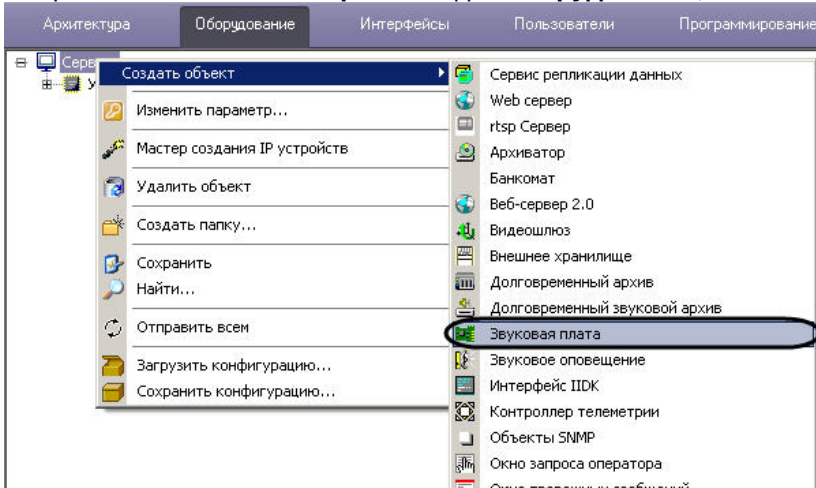 Архитектура Оборудование Интерфейсы Пользователи Программирование
Создать объект
Изменить параметр...
Мастер создания IP устройств
Удалить объект
Создать папку...
Сохранить
Найти...
Отправить всем
Загрузить конфигурацию...
Сохранить конфигурацию...
Сервис репликации данных
Web сервер
rtsp Сервер
Архиватор
Банкомат
Веб-сервер 2.0
Видеошлюз
Внешнее хранилище
Долговременный архив
Долговременный звуковой архив
Звуковая плата
Звуковое оповещение
Интерфейс IIDK
Контроллер телеметрии
Объекты SNMP
Окно запроса оператора